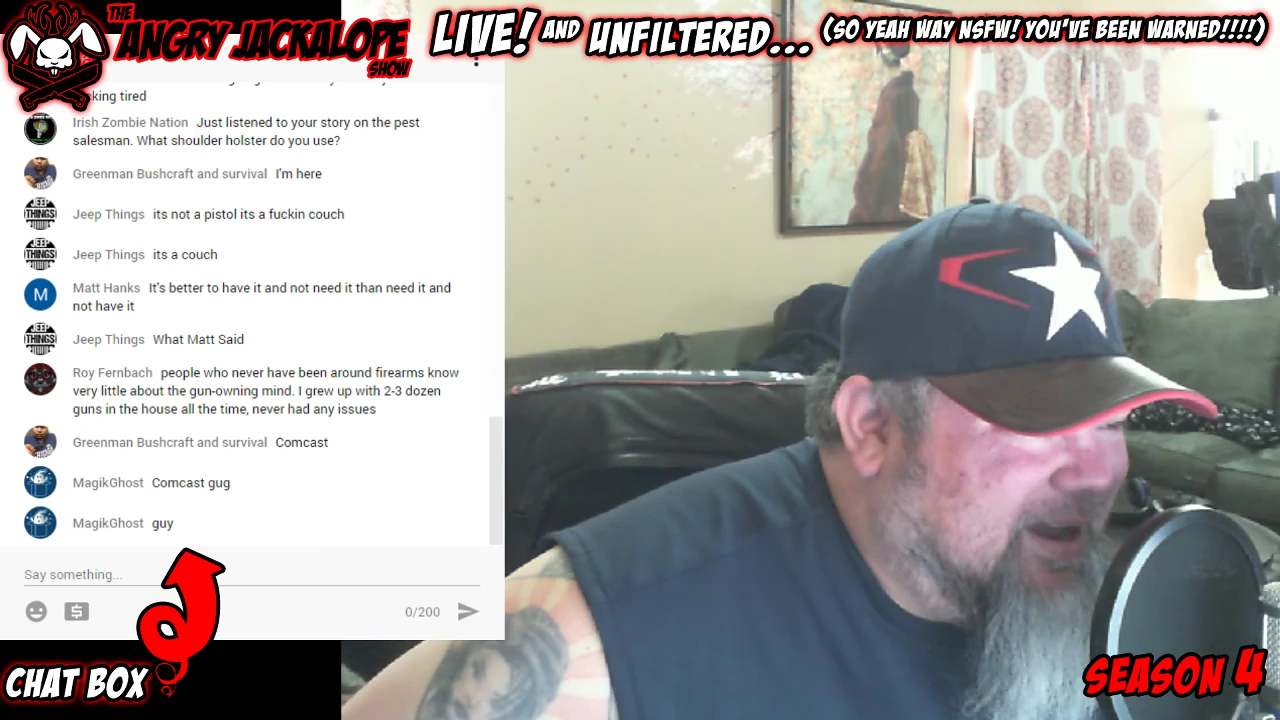 THE
ANGRY JACKALOPE
SHOW
LIVE! AND UNFILTERED... (SO YEAH WAY NSFW! YOU'VE BEEN WARNED!!!!)
king tired
Irish Zombie Nation Just listened to your story on the pest
salesman. What shoulder holster do you use?
Greenman Bushcraft and survival I'm here
Jeep Things its not a pistol its a fuckin couch
Jeep Things its a couch
M
Matt Hanks It's better to have it and not need it than need it and
not have it
Jeep Things What Matt Said
Roy Fernbach people who never have been around firearms know
very little about the gun-owning mind. I grew up with 2-3 dozen
guns in the house all the time, never had any issues
Greenman Bushcraft and survival Comcast
MagikGhost Comcast gug
MagikGhost guy
Say something...
0/200
CHAT BOX
SEASON 4
JEEP
THINGS
JEEP
THINGS
JEEP
THINGS